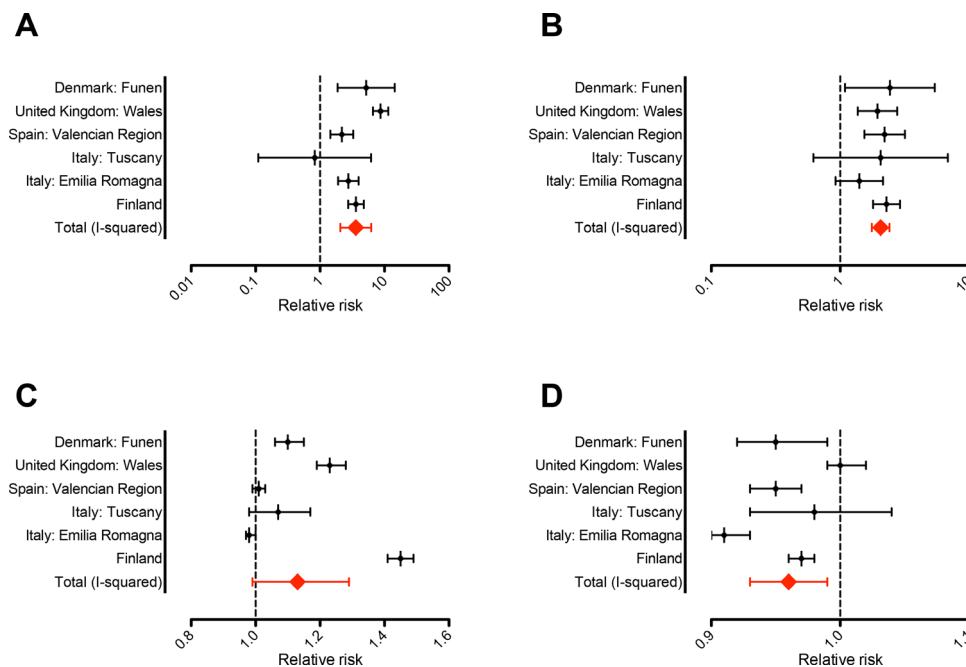 A
Denmark: Funen
United Kingdom: Wales
Spain: Valencian Region
Italy: Tuscany
Italy: Emilia Romagna
Finland
Total (I-squared)
0.01
0.1
1
10
100
Relative risk
B
Denmark: Funen
United Kingdom: Wales
Spain: Valencian Region
Italy: Tuscany
Italy: Emilia Romagna
Finland
Total (I-squared)
0.1
1
10
Relative risk
C
Denmark: Funen
United Kingdom: Wales
Spain: Valencian Region
Italy: Tuscany
Italy: Emilia Romagna
Finland
Total (I-squared)
0.8
1.0
1.2
1.4
1.6
Relative risk
D
Denmark: Funen
United Kingdom: Wales
Spain: Valencian Region
Italy: Tuscany
Italy: Emilia Romagna
Finland
Total (I-squared)
0.9
1.0
1.1
Relative risk